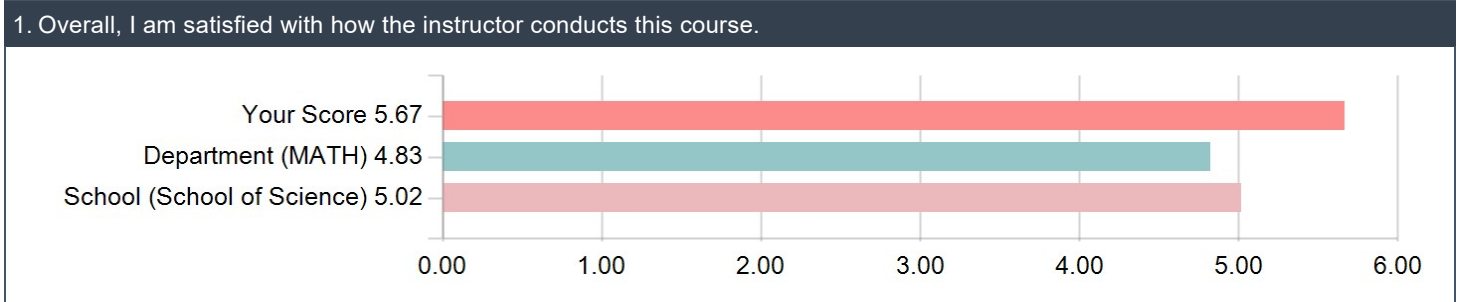 1. Overall, I am satisfied with how the instructor conducts this course.
Your Score 5.67
Department (MATH) 4.83
School (School of Science) 5.02
0.00 1.00 2.00 3.00 4.00 5.00 6.00